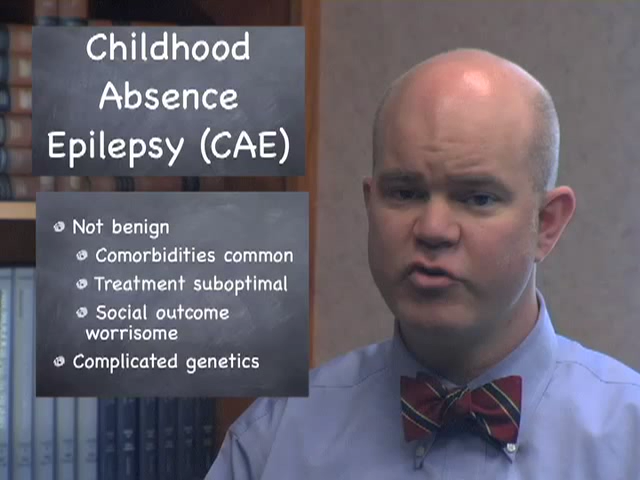 Childhood
Absence
Epilepsy (CAE)
Not benign
Comorbidities common
Treatment suboptimal
Social outcome
worrisome
Complicated genetics